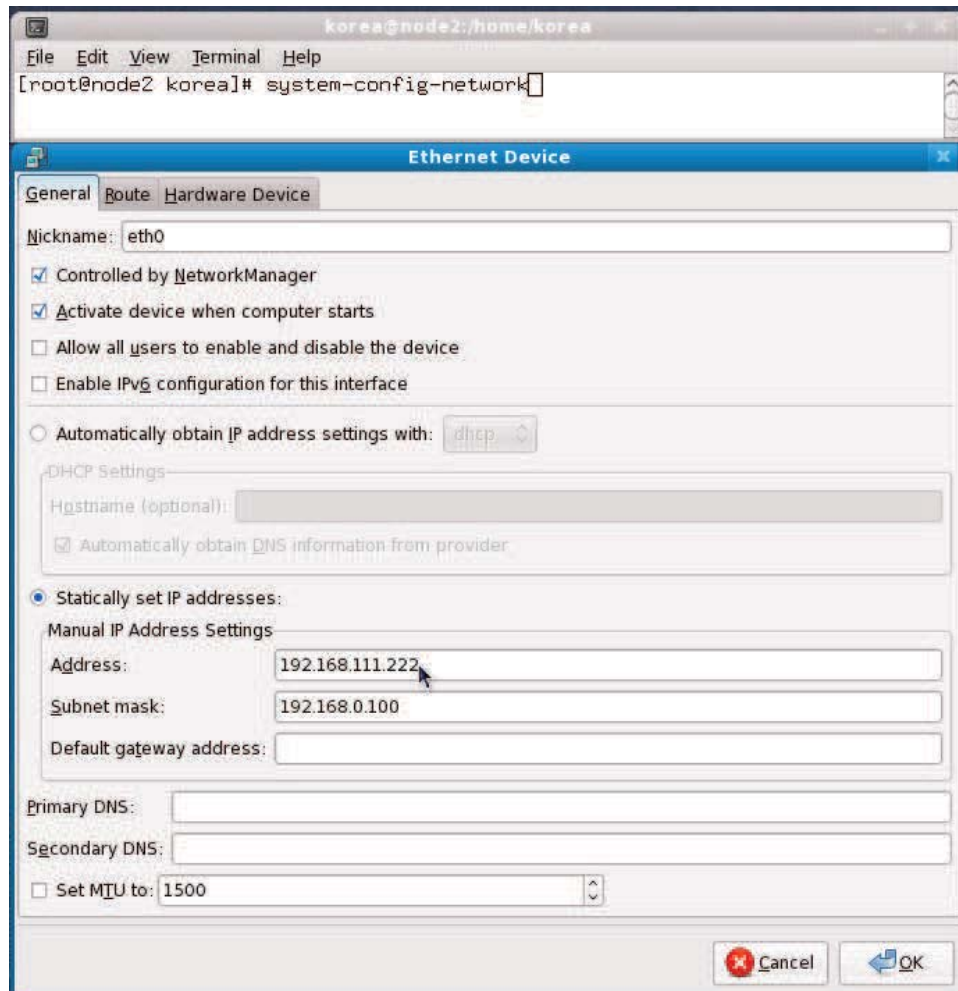 korea@node2:/home/korea
File Edit View Terminal Help
[root@node2 korea]# system-config-network
Ethernet Device
General Route Hardware Device
Nickname: eth0
Controlled by NetworkManager
Activate device when computer starts
Allow all users to enable and disable the device
Enable IPv6 configuration for this interface
Automatically obtain IP address settings with: dhcp
DHCP Settings
Hostname (optional):
Automatically obtain DNS information from provider
Statically set IP addresses:
Manual IP Address Settings
Address: 192.168.111.222
Subnet mask: 192.168.0.100
Default gateway address:
Primary DNS:
Secondary DNS:
Set MTU to: 1500
Cancel OK